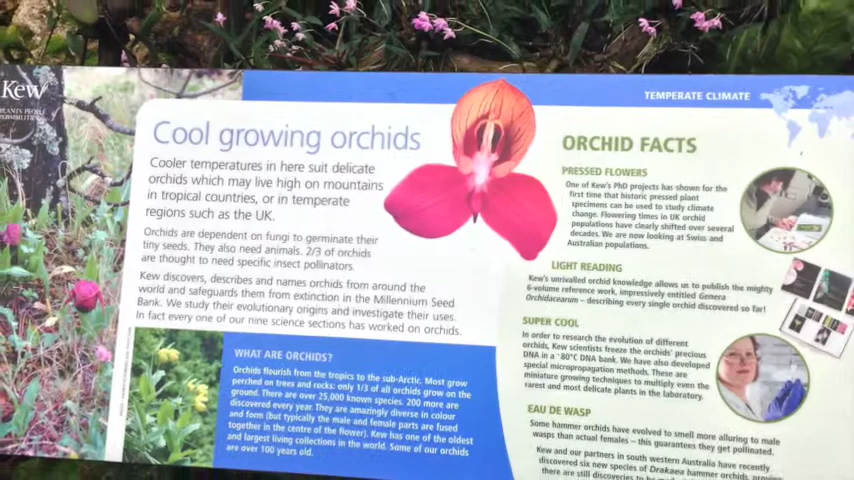 Kew
PLANTS PEOPLE
POSSIBILITIES
TEMPERATE CLIMATE
Cool growing orchids
Cooler temperatures in here suit delicate
orchids which may live high on mountains
in tropical countries, or in temperate
regions such as the UK.
Orchids are dependent on fungi to germinate their
tiny seeds. They also need animals. 2/3 of orchids
are thought to need specific insect pollinators.
Kew discovers, describes and names orchids from around the
world and safeguards them from extinction in the Millennium Seed
Bank. We study their evolutionary origins and investigate their uses.
In fact every one of our nine science sections has worked on orchids.
WHAT ARE ORCHIDS?
Orchids flourish from the tropics to the sub-Arctic. Most grow
perched on trees and rocks: only 1/3 of all orchids grow on the
ground. There are over 25,000 known species. 200 more are
discovered every year. They are amazingly diverse in colour
and form (but typically the male and female parts are fused
together in the centre of the flower). Kew has one of the oldest
and largest living collections in the world. Some of our orchids
are over 100 years old.
ORCHID FACTS
PRESSED FLOWERS
One of Kew's PhD projects has shown for the
first time that historic pressed plant
specimens can be used to study climate
change. Flowering times in UK orchid
populations have clearly shifted over several
decades. We are now looking at Swiss and
Australian populations.
LIGHT READING
Kew's unrivalled orchid knowledge allows us to publish the mighty
6-volume reference work, impressively entitled Genera
Orchidacearum – describing every single orchid discovered so far!
SUPER COOL
In order to research the evolution of different
orchids, Kew scientists freeze the orchids' precious
DNA in a -80°C DNA bank. We have also developed
special micropropagation methods. These are
miniature growing techniques to multiply even the
rarest and most delicate plants in the laboratory.
EAU DE WASP
Some hammer orchids have evolved to smell more alluring to male
wasps than actual females – this guarantees they get pollinated.
Kew and our partners in south western Australia have recently
discovered six new species of Drakaea hammer orchids, proving
there are still discoveries to be